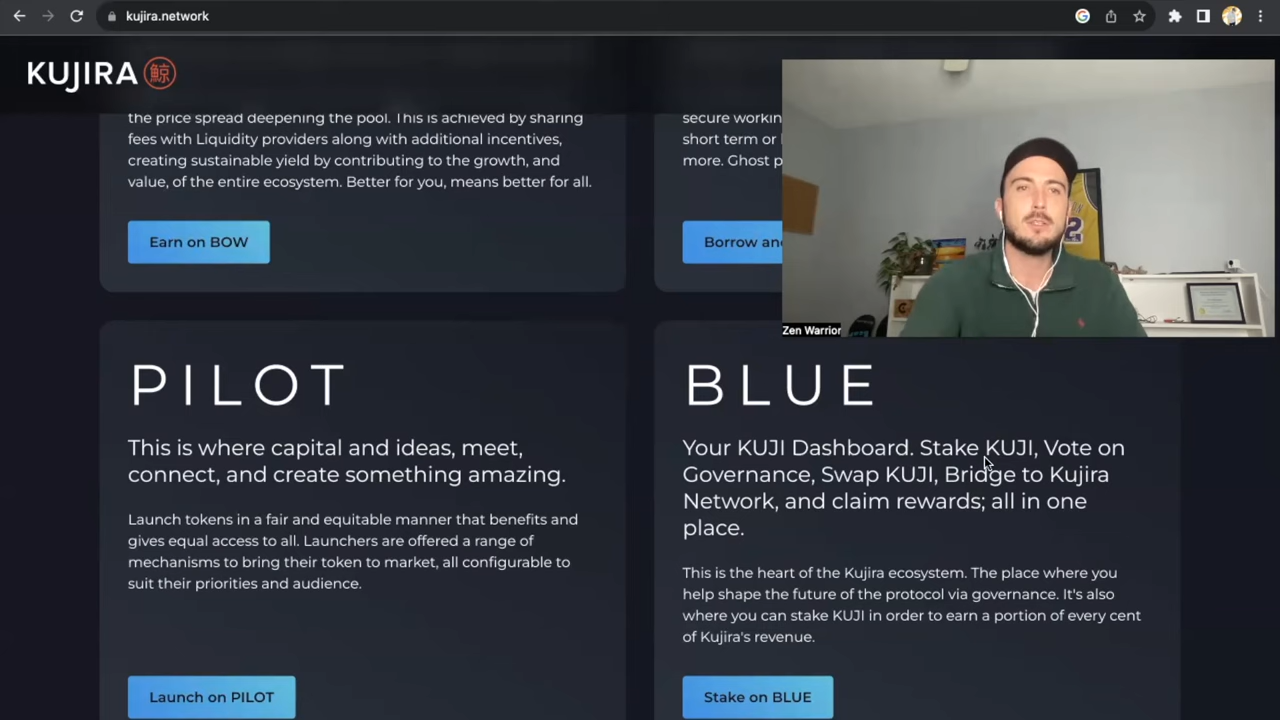 kujira.network
KUJIRA 鯨
the price spread deepening the pool. This is achieved by sharing
fees with Liquidity providers along with additional incentives,
creating sustainable yield by contributing to the growth, and
value, of the entire ecosystem. Better for you, means better for all.
Earn on BOW
secure workin
short term or
more. Ghost p
Borrow an
Zen Warrior
PILOT
This is where capital and ideas, meet,
connect, and create something amazing.
Launch tokens in a fair and equitable manner that benefits and
gives equal access to all. Launchers are offered a range of
mechanisms to bring their token to market, all configurable to
suit their priorities and audience.
Launch on PILOT
BLUE
Your KUJI Dashboard. Stake KUJI, Vote on
Governance, Swap KUJI, Bridge to Kujira
Network, and claim rewards; all in one
place.
This is the heart of the Kujira ecosystem. The place where you
help shape the future of the protocol via governance. It's also
where you can stake KUJI in order to earn a portion of every cent
of Kujira's revenue.
Stake on BLUE